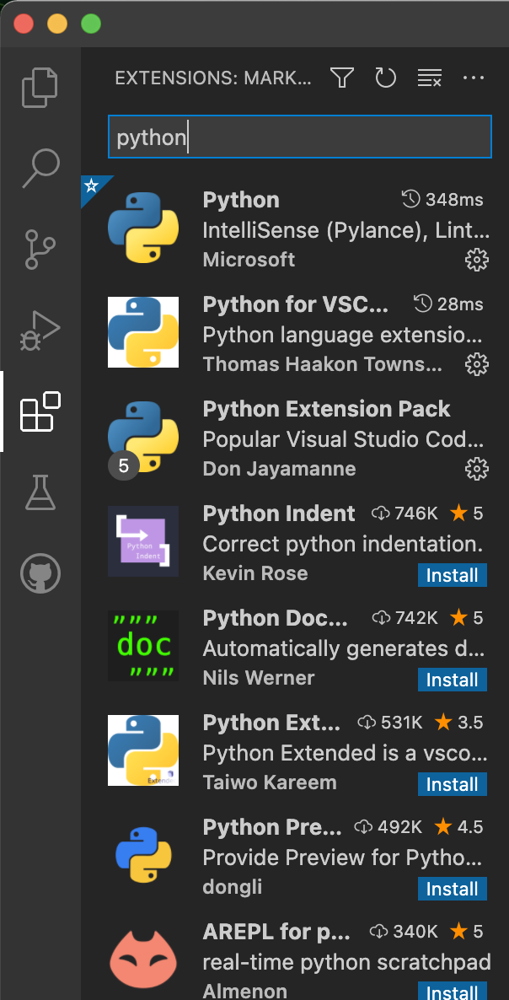 EXTENSIONS: MARK...
python
Python 348ms
IntelliSense (Pylance), Lint...
Microsoft
Python for VSC... 28ms
Python language extensio...
Thomas Haakon Towns...
Python Extension Pack
Popular Visual Studio Cod...
5
Don Jayamanne
Python Indent 746K 5
Python
Indent
Correct python indentation.
Kevin Rose Install
Python Doc... 742K 5
"""
doc
"""
Automatically generates d...
Nils Werner Install
Python Ext... 531K 3.5
Python Extended is a vsco...
Taiwo Kareem Install
Python Pre... 492K 4.5
Provide Preview for Pytho...
dongli Install
AREPL for p... 340K 5
real-time python scratchpad
Almenon Install